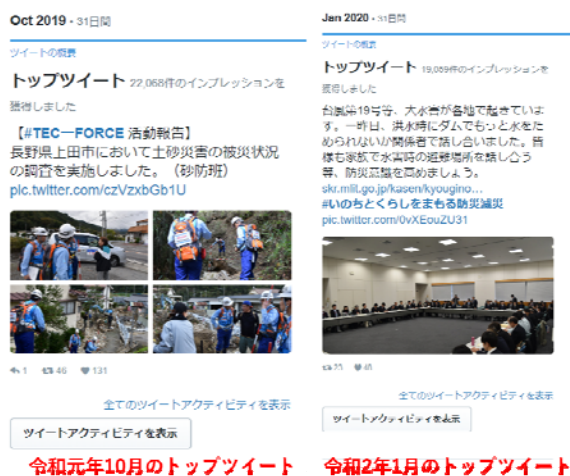 Oct 2019・31日間
ツイートの概要
トップツイート 22,068件のインプレッションを
獲得しました
【#TEC―FORCE 活動報告】
長野県上田市において土砂災害の被災状況
の調査を実施しました。（砂防班）
pic.twitter.com/czVzxbGb1U
1 46 131
全てのツイートアクティビティを表示
ツイートアクティビティを表示
令和元年10月のトップツイート
Jan 2020・31日間
ツイートの概要
トップツイート 19,059件のインプレッションを
獲得しました
台風第19号等、大水害が各地で起きていま
す。一昨日、洪水時にダムでもっと水をた
められないか関係者で話し合いました。皆
様も家族で水害時の避難場所を話し合う
等、防災意識を高めましょう。
skr.mlit.go.jp/kasen/kyougino…
#いのちとくらしをまもる防災減災
pic.twitter.com/0vXEouZU31
全てのツイートアクティビティを表示
ツイートアクティビティを表示
令和2年1月のトップツイート